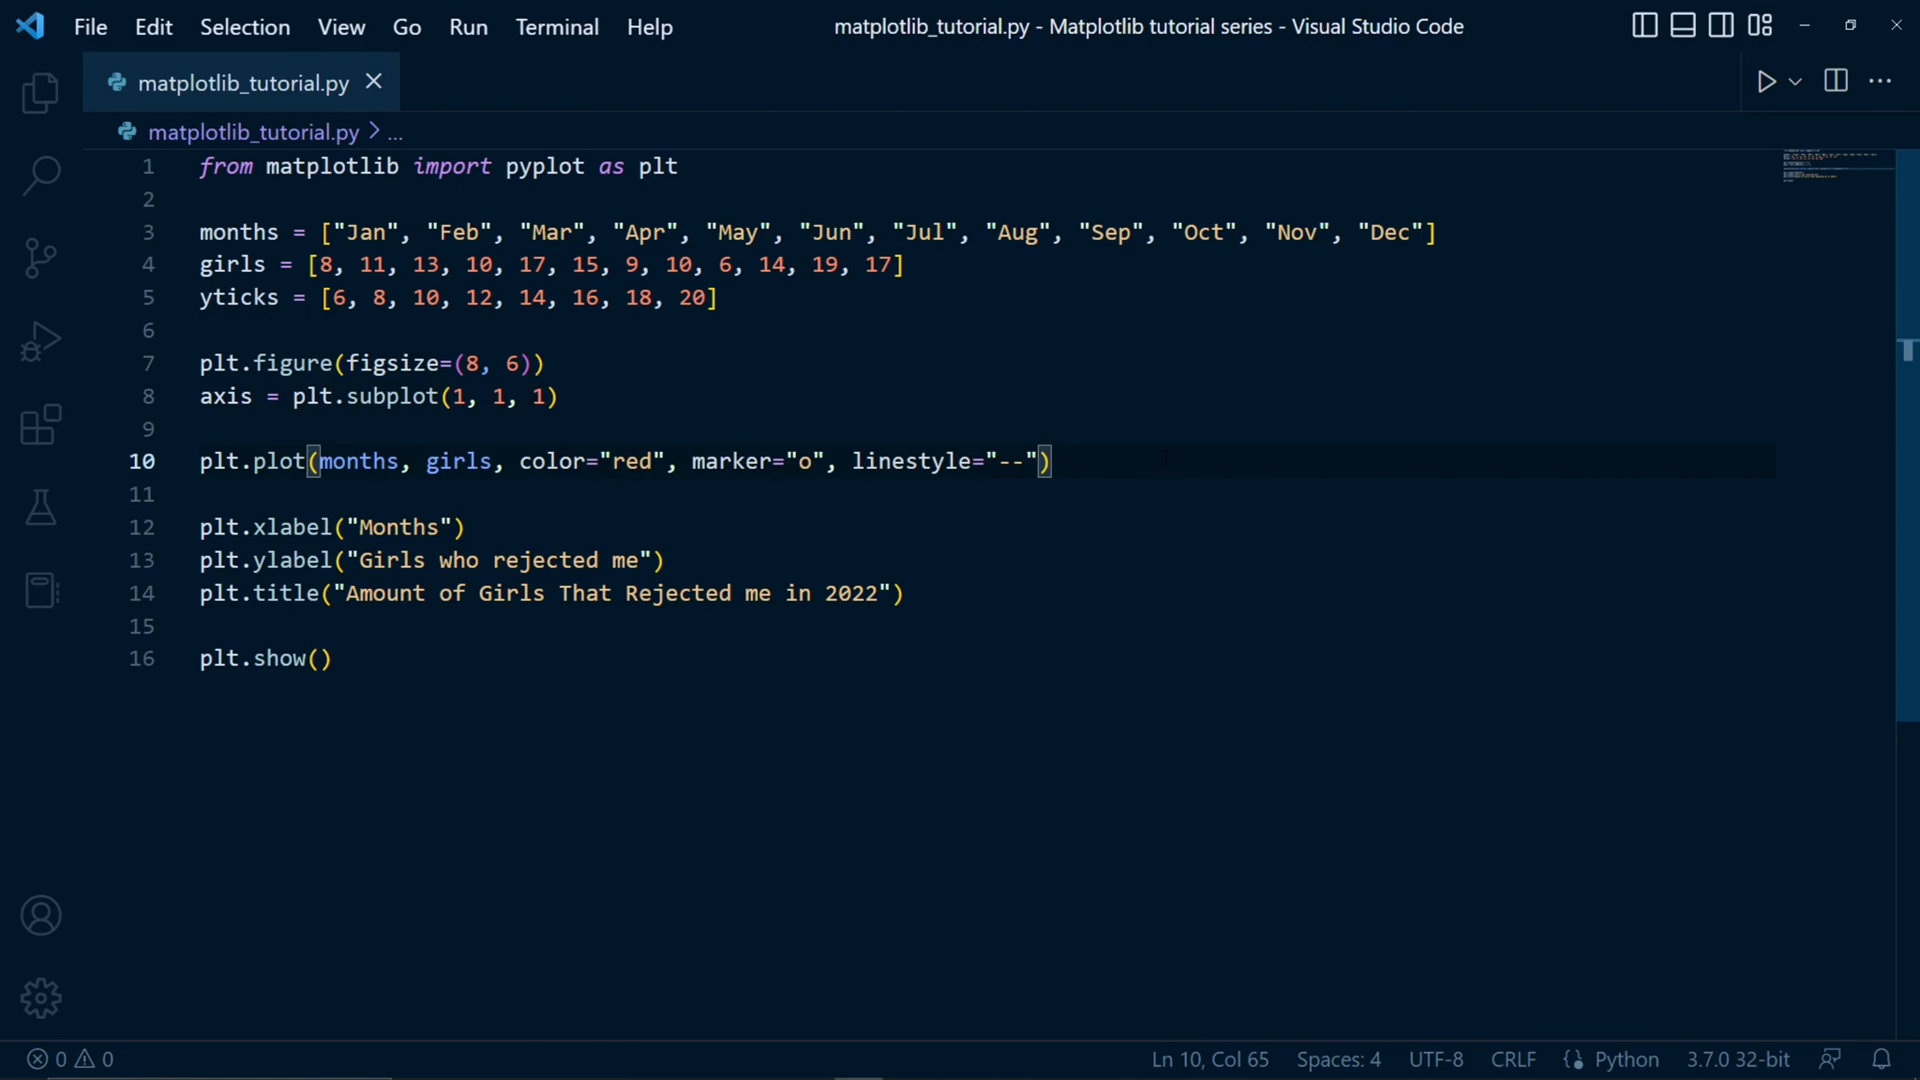 File Edit Selection View Go Run Terminal Help matplotlib_tutorial.py - Matplotlib tutorial series - Visual Studio Code
matplotlib_tutorial.py
matplotlib_tutorial.py > ...
1 from matplotlib import pyplot as plt
2
3 months = ["Jan", "Feb", "Mar", "Apr", "May", "Jun", "Jul", "Aug", "Sep", "Oct", "Nov", "Dec"]
4 girls = [8, 11, 13, 10, 17, 15, 9, 10, 6, 14, 19, 17]
5 yticks = [6, 8, 10, 12, 14, 16, 18, 20]
6
7 plt.figure(figsize=(8, 6))
8 axis = plt.subplot(1, 1, 1)
9
10 plt.plot(months, girls, color="red", marker="o", linestyle="--")
11
12 plt.xlabel("Months")
13 plt.ylabel("Girls who rejected me")
14 plt.title("Amount of Girls That Rejected me in 2022")
15
16 plt.show()
0 0 Ln 10, Col 65 Spaces: 4 UTF-8 CRLF Python 3.7.0 32-bit